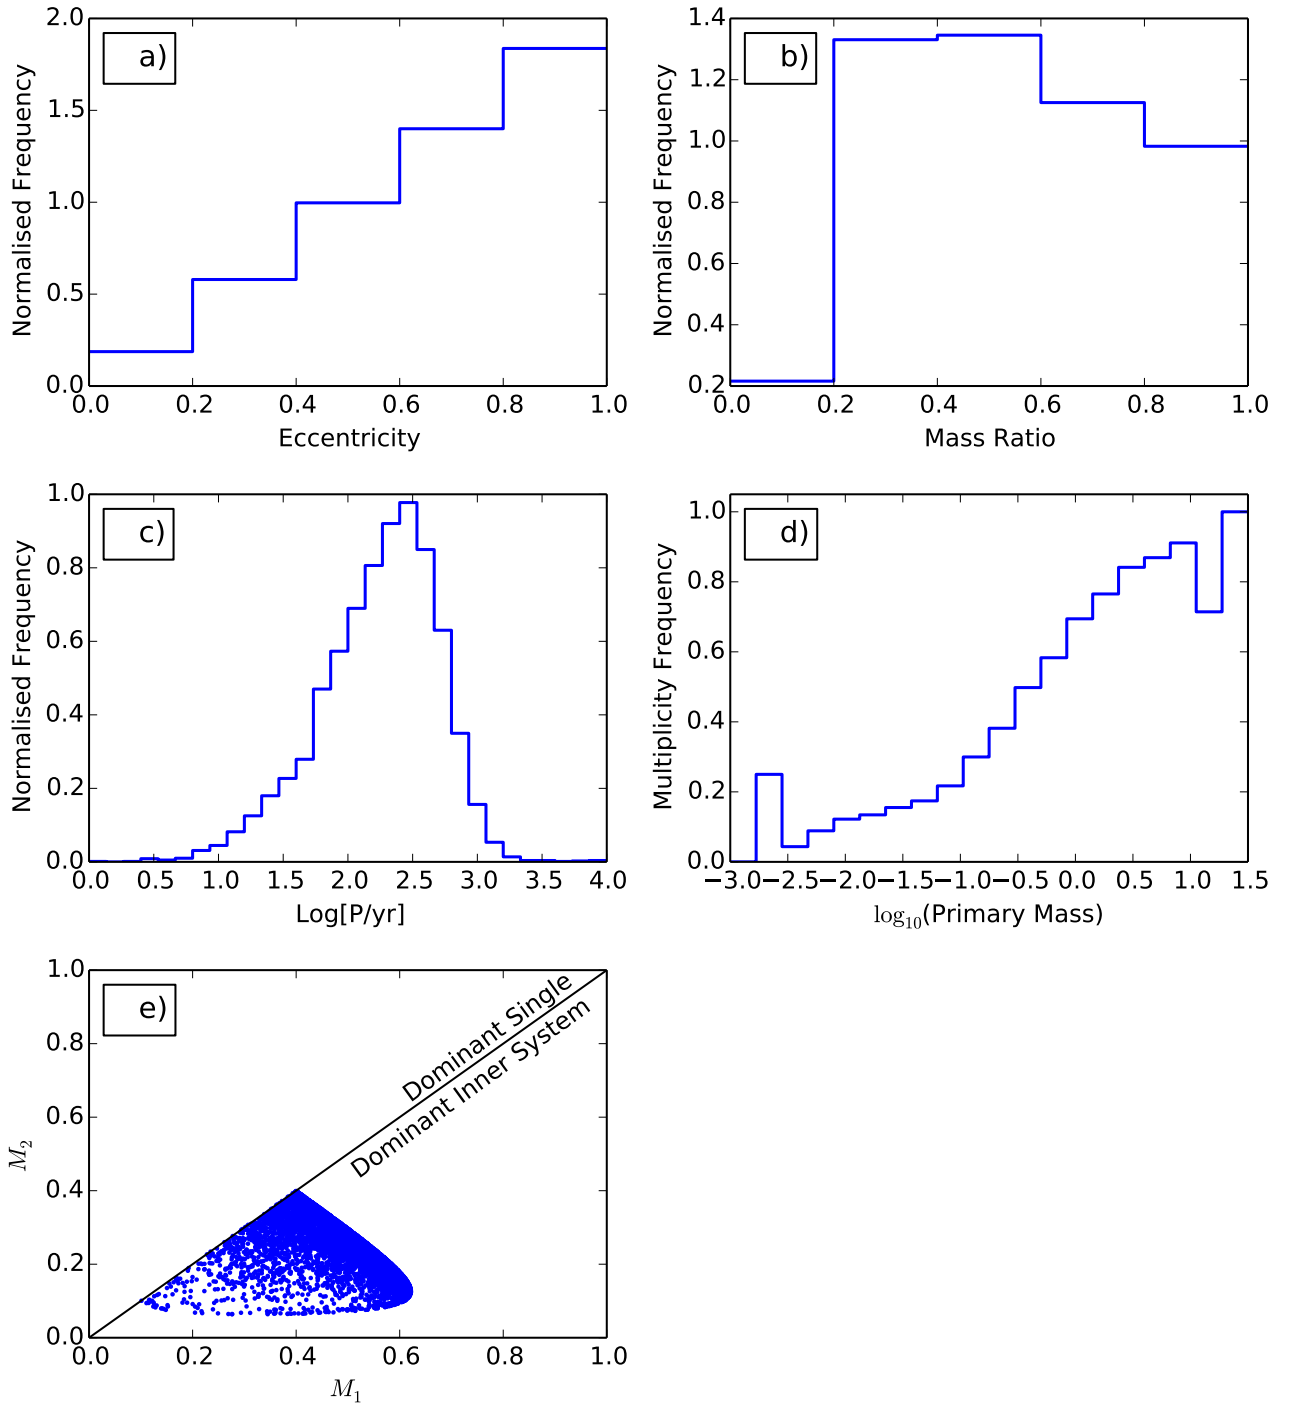 a)
2.0
1.5
1.0
0.5
0.0
Normalised Frequency
0.0 0.2 0.4 0.6 0.8 1.0
Eccentricity
b)
1.4
1.2
1.0
0.8
0.6
0.4
0.2
Normalised Frequency
0.0 0.2 0.4 0.6 0.8 1.0
Mass Ratio
c)
1.0
0.8
0.6
0.4
0.2
0.0
Normalised Frequency
0.0 0.5 1.0 1.5 2.0 2.5 3.0 3.5 4.0
Log[P/yr]
d)
1.0
0.8
0.6
0.4
0.2
0.0
Multiplicity Frequency
−3.0 −2.5 −2.0 −1.5 −1.0 −0.5 0.0 0.5 1.0 1.5
log₁₀(Primary Mass)
e)
1.0
0.8
0.6
0.4
0.2
0.0
M₂
Dominant Single
Dominant Inner System
0.0 0.2 0.4 0.6 0.8 1.0
M₁